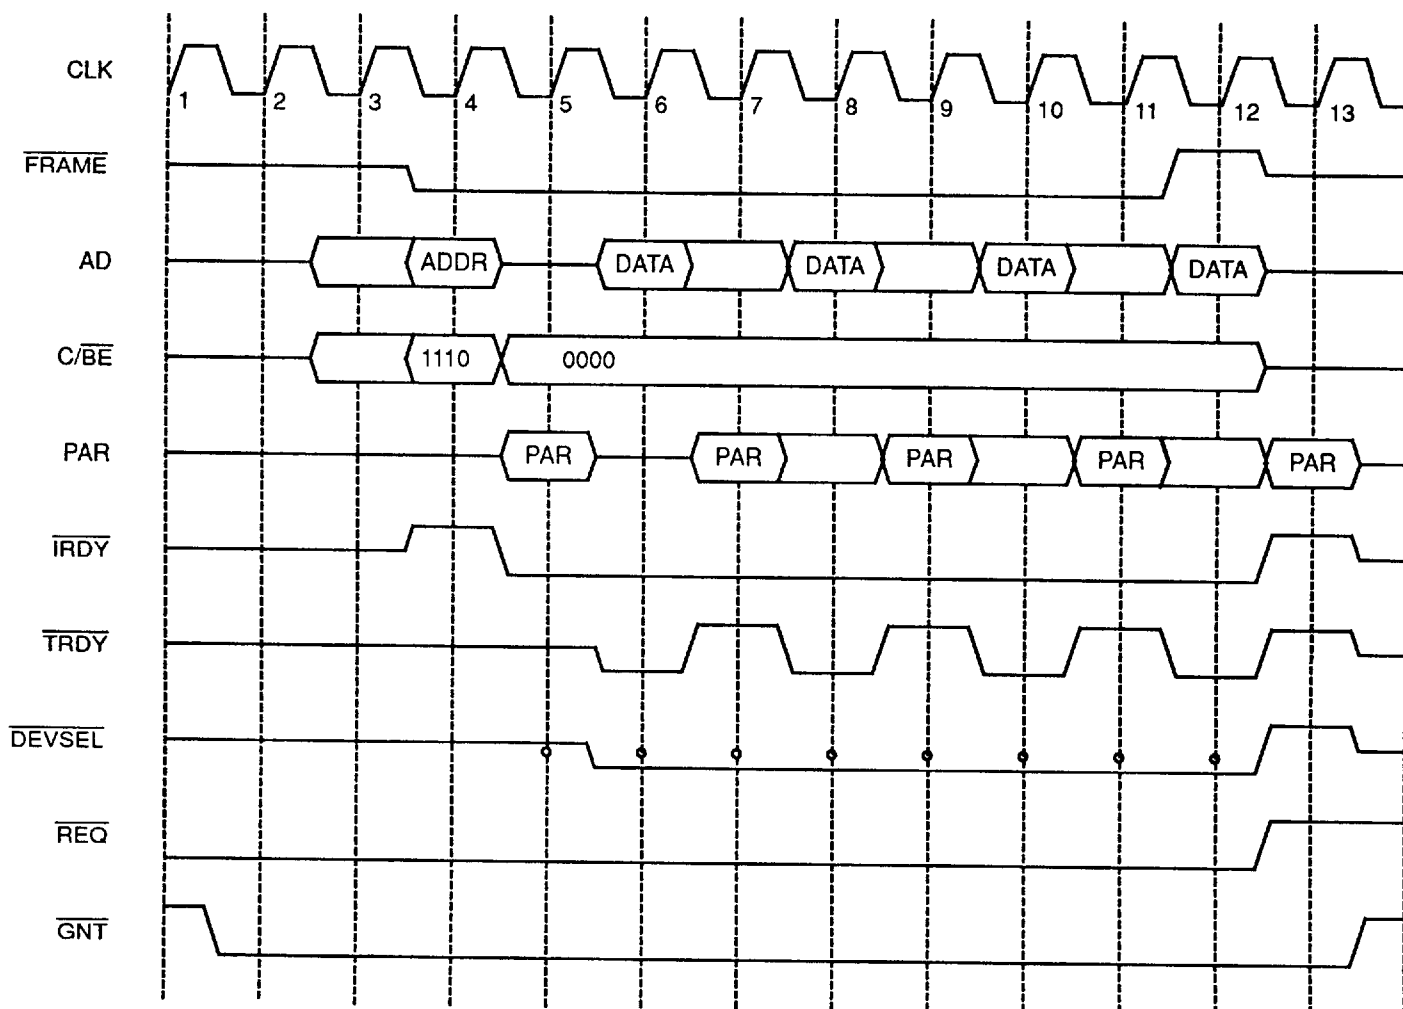 CLK
1 2 3 4 5 6 7 8 9 10 11 12 13
FRAME
AD
ADDR DATA DATA DATA DATA
C/BE
1110 0000
PAR
PAR PAR PAR PAR PAR
IRDY
TRDY
DEVSEL
REQ
GNT